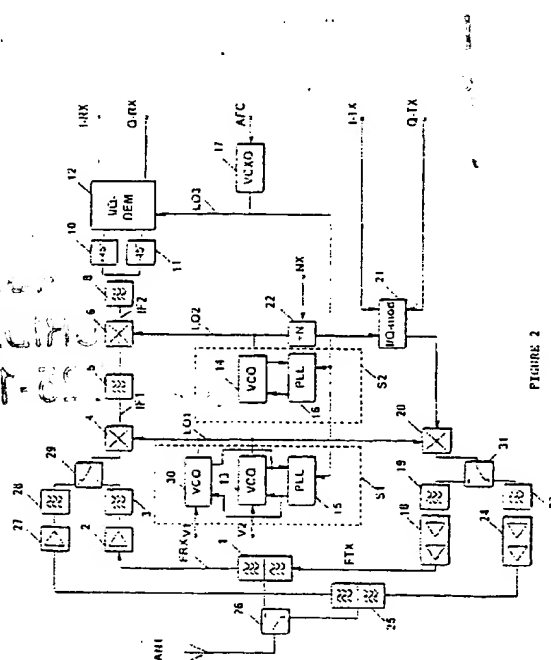 I-RX
Q-RX
AFC
I-TX
Q-TX
12
I/Q-
DEM
17
VCXO
LO3
10
45°
11
45°
8
IF2
6
LO2
22
÷N
NX
21
I/Q-mod
5
IF1
14
VCO
PLL
16
S2
4
LO1
29
20
31
28
3
30
VCO
13
VCO
PLL
15
S1
19
27
2
FRX
V1
V2
1
FTX
18
24
25
26
ANT
FIGURE 2